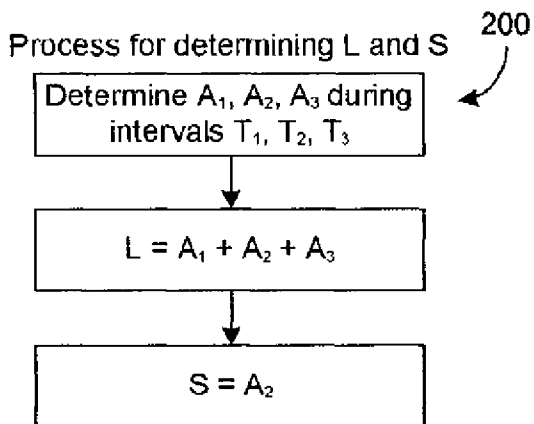 200
Process for determining L and S
Determine A₁, A₂, A₃ during
intervals T₁, T₂, T₃
L = A₁ + A₂ + A₃
S = A₂